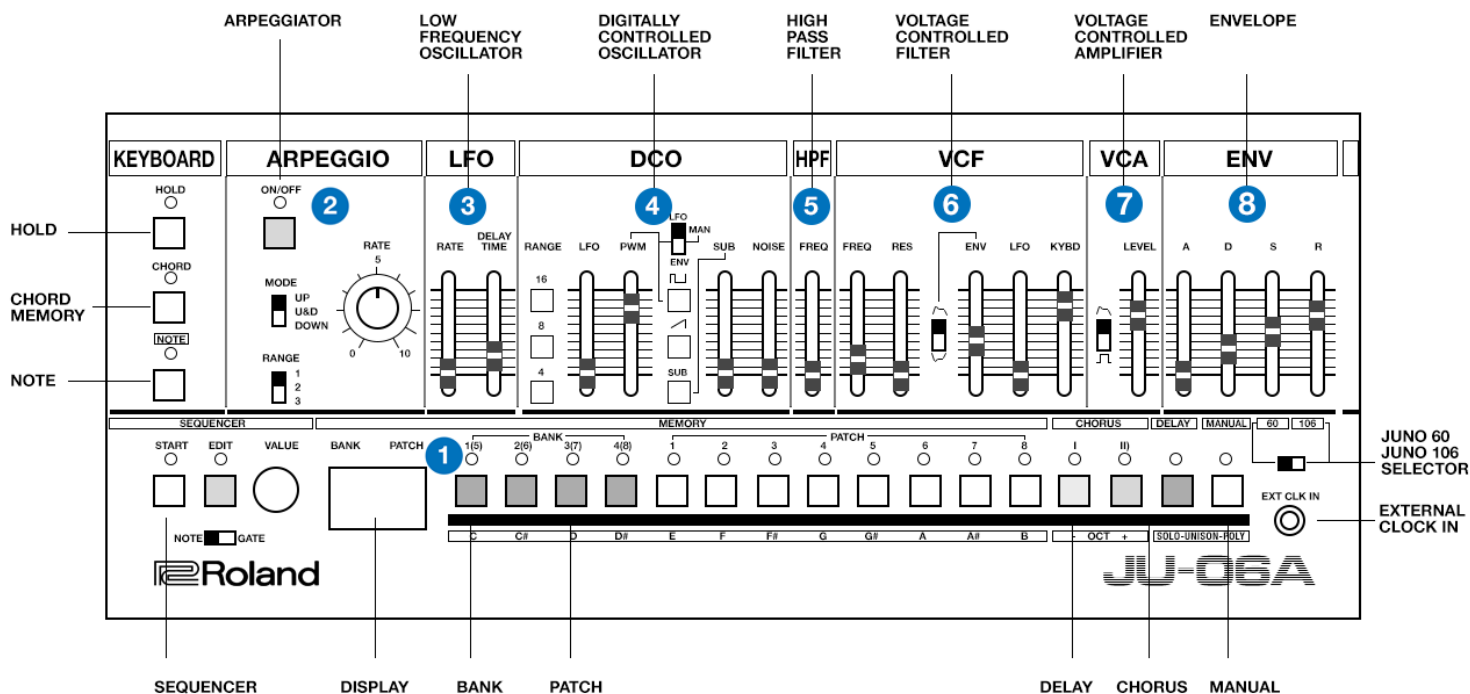 ARPEGGIATOR
LOW
FREQUENCY
OSCILLATOR
DIGITALLY
CONTROLLED
OSCILLATOR
HIGH
PASS
FILTER
VOLTAGE
CONTROLLED
FILTER
VOLTAGE
CONTROLLED
AMPLIFIER
ENVELOPE
KEYBOARD ARPEGGIO LFO DCO HPF VCF VCA ENV
2 3 4 5 6 7 8
HOLD
HOLD
CHORD
CHORD
MEMORY
NOTE
NOTE
ON/OFF
RATE
5
0 10
MODE
UP
U&D
DOWN
RANGE
1
2
3
RATE DELAY
TIME
RANGE LFO PWM
16
8
4
LFO
MAN
ENV
SUB
SUB NOISE
FREQ
FREQ RES ENV LFO KYBD
LEVEL
A D S R
SEQUENCER MEMORY CHORUS DELAY MANUAL 60 106
START EDIT VALUE BANK PATCH
1
BANK PATCH
1(5) 2(6) 3(7) 4(8) 1 2 3 4 5 6 7 8 I II)
NOTE GATE
C C# D D# E F F# G G# A A# B - OCT + SOLO-UNISON-POLY
EXT CLK IN
JUNO 60
JUNO 106
SELECTOR
EXTERNAL
CLOCK IN
Roland
JU-06A
SEQUENCER DISPLAY BANK PATCH DELAY CHORUS MANUAL